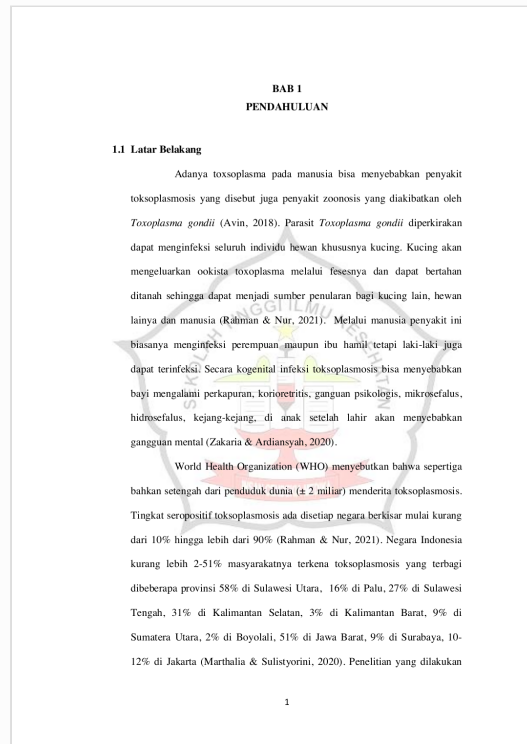 BAB 1
PENDAHULUAN
1.1 Latar Belakang
Adanya toxsoplasma pada manusia bisa menyebabkan penyakit
toksoplasmosis yang disebut juga penyakit zoonosis yang diakibatkan oleh
Toxoplasma gondii (Avin, 2018). Parasit Toxoplasma gondii diperkirakan
dapat menginfeksi seluruh individu hewan khususnya kucing. Kucing akan
mengeluarkan ookista toxoplasma melalui fesesnya dan dapat bertahan
ditanah sehingga dapat menjadi sumber penularan bagi kucing lain, hewan
lainya dan manusia (Rahman & Nur, 2021). Melalui manusia penyakit ini
biasanya menginfeksi perempuan maupun ibu hamil tetapi laki-laki juga
dapat terinfeksi. Secara kogenital infeksi toksoplasmosis bisa menyebabkan
bayi mengalami perkapuran, korioretritis, ganguan psikologis, mikrosefalus,
hidrosefalus, kejang-kejang, di anak setelah lahir akan menyebabkan
gangguan mental (Zakaria & Ardiansyah, 2020).
World Health Organization (WHO) menyebutkan bahwa sepertiga
bahkan setengah dari penduduk dunia (± 2 miliar) menderita toksoplasmosis.
Tingkat seropositif toksoplasmosis ada disetiap negara berkisar mulai kurang
dari 10% hingga lebih dari 90% (Rahman & Nur, 2021). Negara Indonesia
kurang lebih 2-51% masyarakatnya terkena toksoplasmosis yang terbagi
dibeberapa provinsi 58% di Sulawesi Utara, 16% di Palu, 27% di Sulawesi
Tengah, 31% di Kalimantan Selatan, 3% di Kalimantan Barat, 9% di
Sumatera Utara, 2% di Boyolali, 51% di Jawa Barat, 9% di Surabaya, 10-
12% di Jakarta (Marthalia & Sulistyorini, 2020). Penelitian yang dilakukan
1
SEKOLAH TINGGI ILMU KESEHATAN